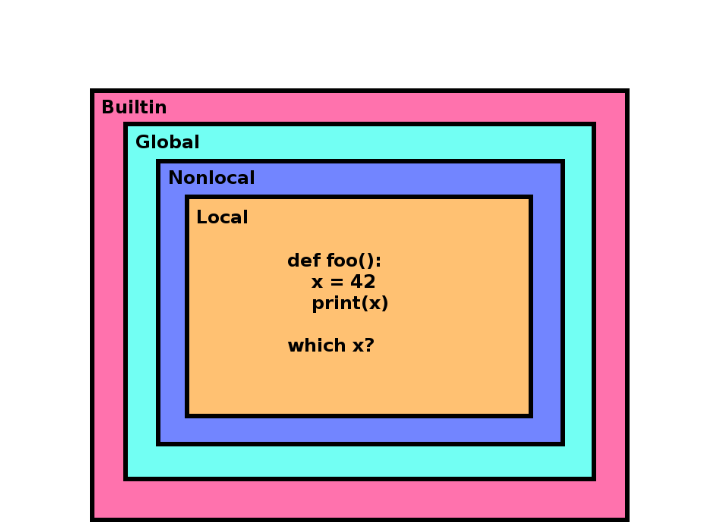 Builtin
Global
Nonlocal
Local
def foo():
    x = 42
    print(x)
which x?